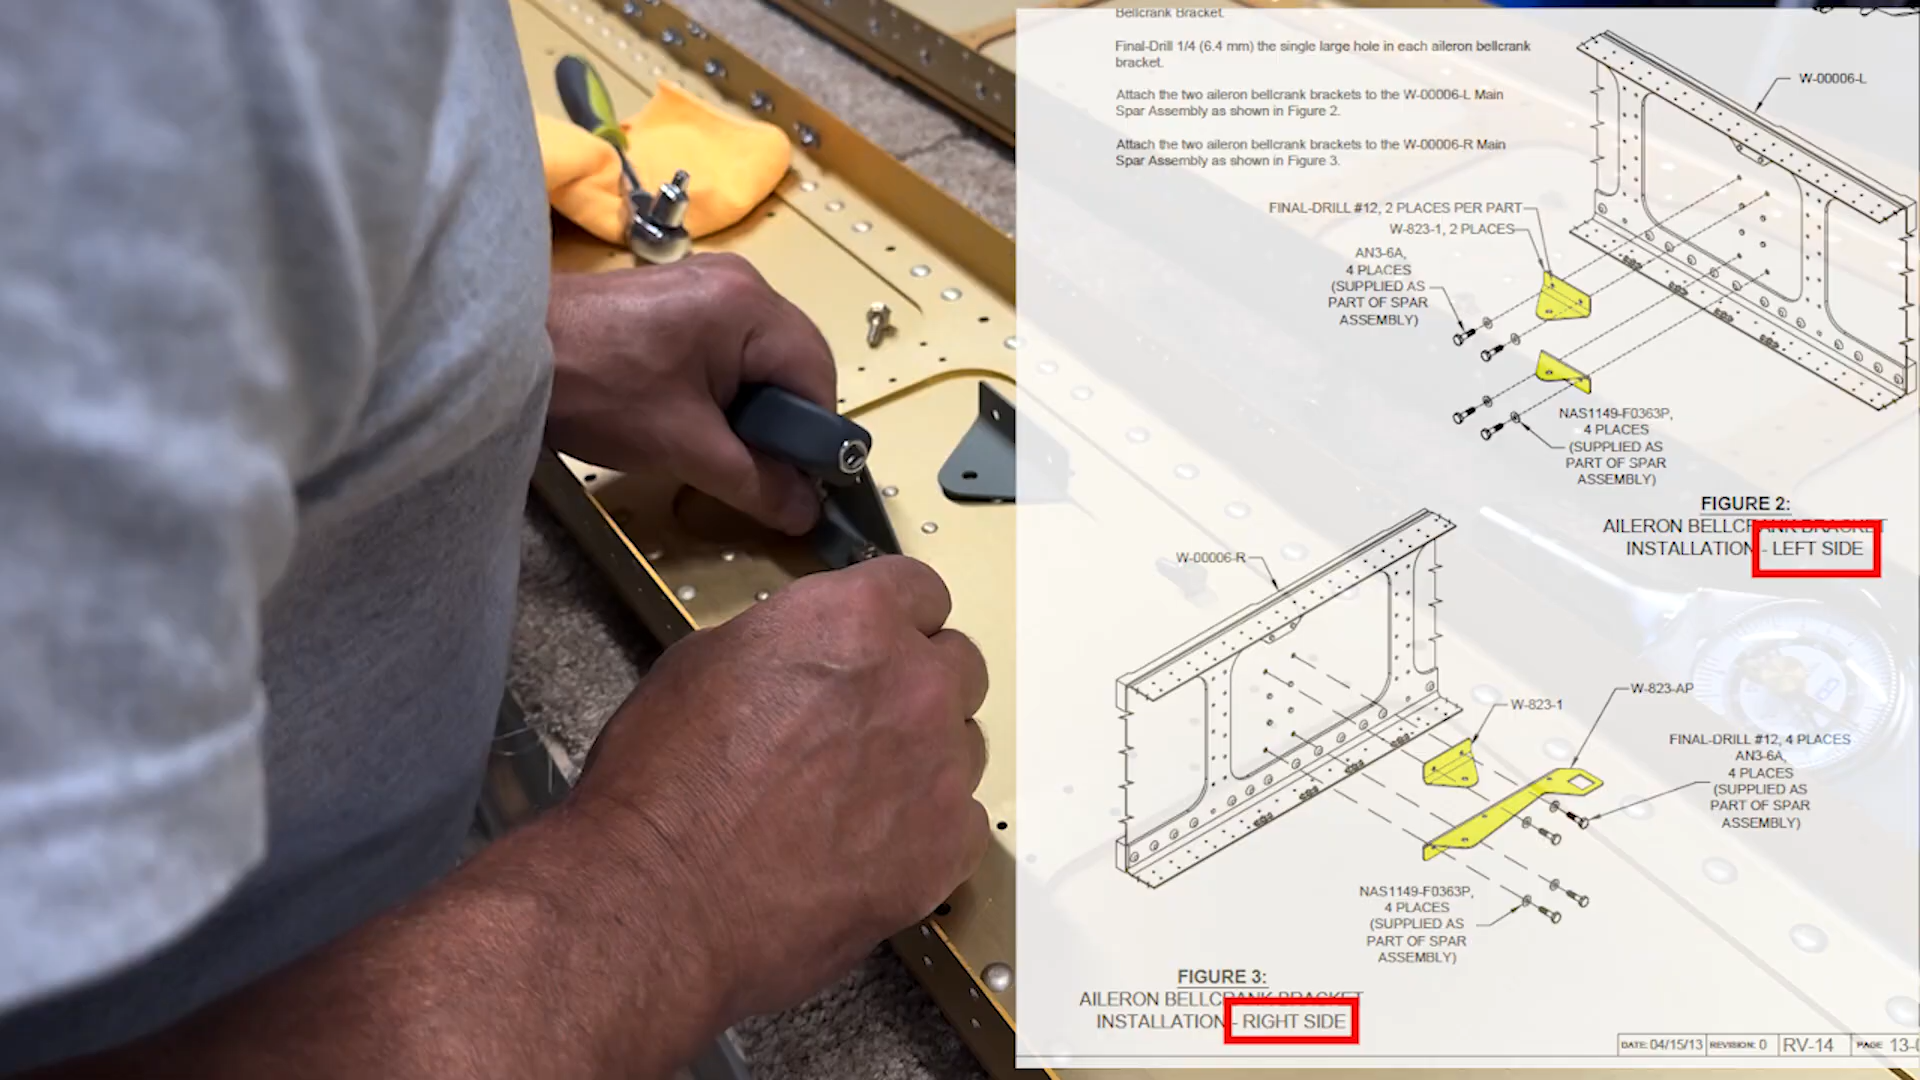 Bellcrank Bracket.
Final-Drill 1/4 (6.4 mm) the single large hole in each aileron bellcrank
bracket.
Attach the two aileron bellcrank brackets to the W-00006-L Main
Spar Assembly as shown in Figure 2.
Attach the two aileron bellcrank brackets to the W-00006-R Main
Spar Assembly as shown in Figure 3.
W-00006-L
FINAL-DRILL #12, 2 PLACES PER PART
W-823-1, 2 PLACES
AN3-6A,
4 PLACES
(SUPPLIED AS
PART OF SPAR
ASSEMBLY)
NAS1149-F0363P,
4 PLACES
(SUPPLIED AS
PART OF SPAR
ASSEMBLY)
FIGURE 2:
AILERON BELLCRANK BRACKET
INSTALLATION - LEFT SIDE
W-00006-R
W-823-1
W-823-AP
FINAL-DRILL #12, 4 PLACES
AN3-6A,
4 PLACES
(SUPPLIED AS
PART OF SPAR
ASSEMBLY)
NAS1149-F0363P,
4 PLACES
(SUPPLIED AS
PART OF SPAR
ASSEMBLY)
FIGURE 3:
AILERON BELLCRANK BRACKET
INSTALLATION - RIGHT SIDE
DATE: 04/15/13 REVISION: 0 RV-14 PAGE 13-